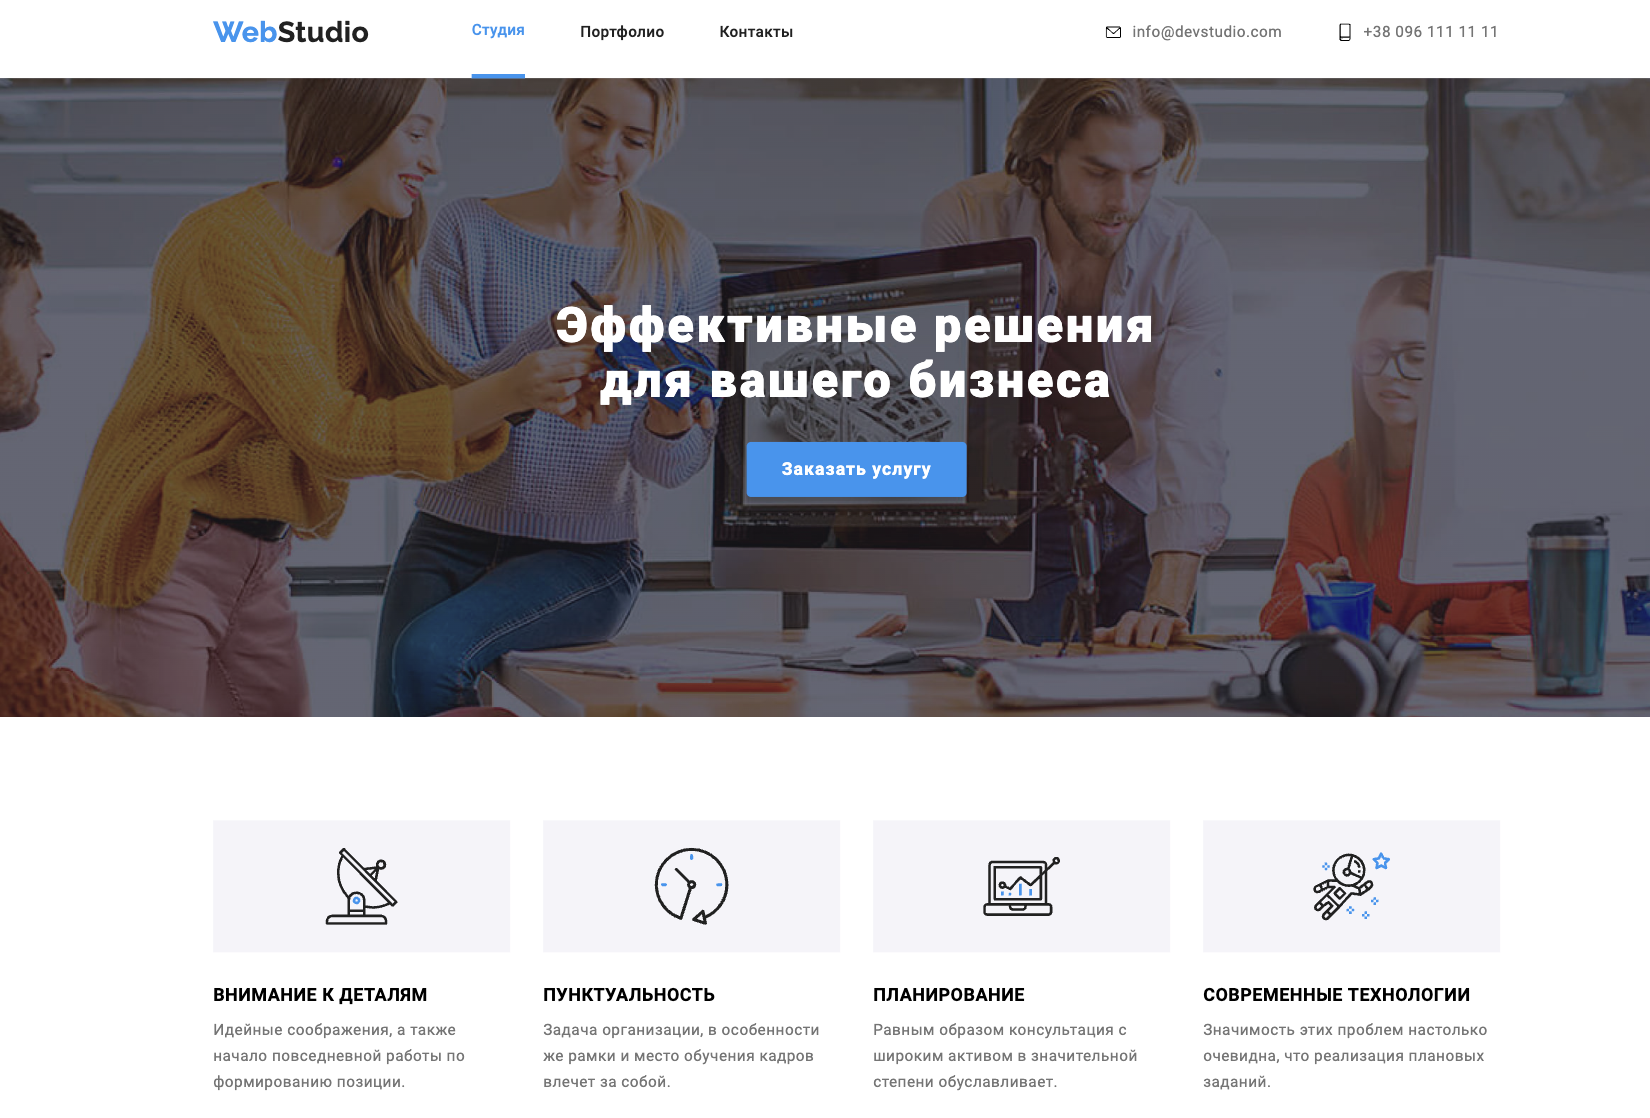 WebStudio
Студия
Портфолио
Контакты
info@devstudio.com
+38 096 111 11 11
Эффективные решения
для вашего бизнеса
Заказать услугу
ВНИМАНИЕ К ДЕТАЛЯМ
Идейные соображения, а также
начало повседневной работы по
формированию позиции.
ПУНКТУАЛЬНОСТЬ
Задача организации, в особенности
же рамки и место обучения кадров
влечет за собой.
ПЛАНИРОВАНИЕ
Равным образом консультация с
широким активом в значительной
степени обуславливает.
СОВРЕМЕННЫЕ ТЕХНОЛОГИИ
Значимость этих проблем настолько
очевидна, что реализация плановых
заданий.